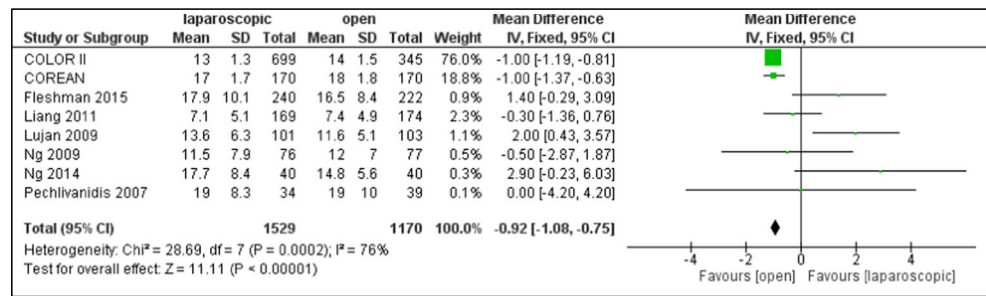 laparoscopic open Mean Difference Mean Difference
Study or Subgroup Mean SD Total Mean SD Total Weight IV, Fixed, 95% CI IV, Fixed, 95% CI
COLOR II 13 1.3 699 14 1.5 345 76.0% -1.00 [-1.19, -0.81]
COREAN 17 1.7 170 18 1.8 170 18.8% -1.00 [-1.37, -0.63]
Fleshman 2015 17.9 10.1 240 16.5 8.4 222 0.9% 1.40 [-0.29, 3.09]
Liang 2011 7.1 5.1 169 7.4 4.9 174 2.3% -0.30 [-1.36, 0.76]
Lujan 2009 13.6 6.3 101 11.6 5.1 103 1.1% 2.00 [0.43, 3.57]
Ng 2009 11.5 7.9 76 12 7 77 0.5% -0.50 [-2.87, 1.87]
Ng 2014 17.7 8.4 40 14.8 5.6 40 0.3% 2.90 [-0.23, 6.03]
Pechlivanidis 2007 19 8.3 34 19 10 39 0.2% 0.00 [-4.20, 4.20]
Total (95% CI) 1529 1170 100.0% -0.92 [-1.08, -0.75]
Heterogeneity: Chi² = 28.69, df = 7 (P = 0.0002); I² = 76%
Test for overall effect: Z = 11.11 (P < 0.00001)
-4 -2 0 2 4
Favours [open] Favours [laparoscopic]